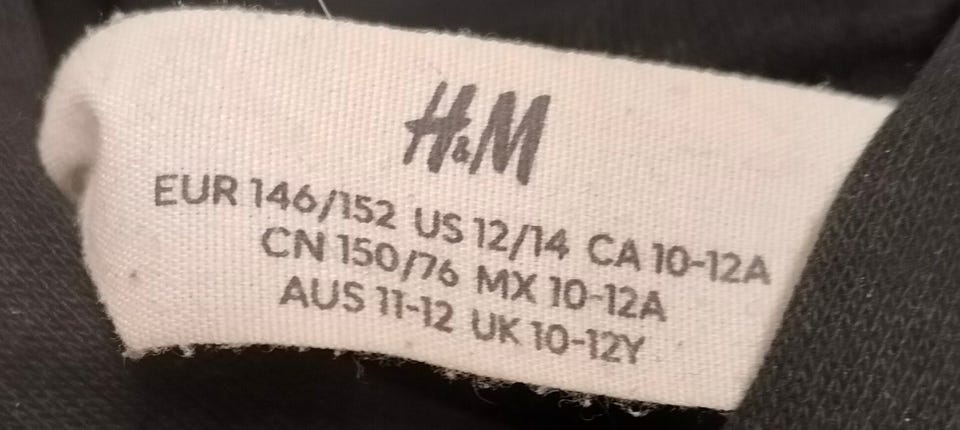 H&M
EUR 146/152 US 12/14 CA 10-12A
CN 150/76 MX 10-12A
AUS 11-12 UK 10-12Y